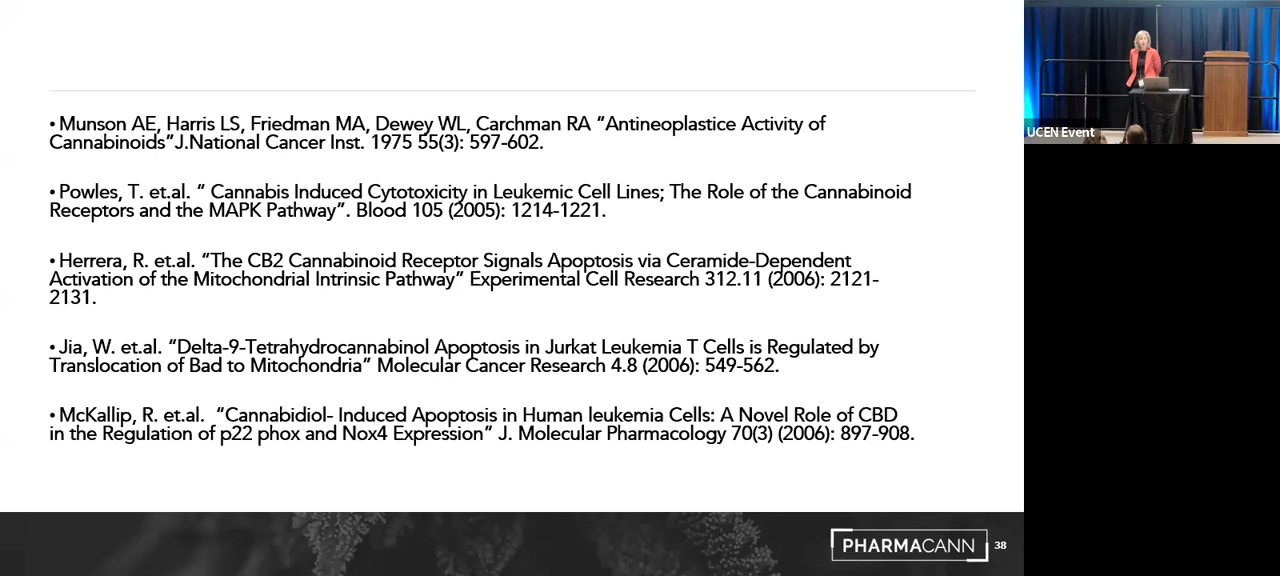 • Munson AE, Harris LS, Friedman MA, Dewey WL, Carchman RA “Antineoplastice Activity of
Cannabinoids”J.National Cancer Inst. 1975 55(3): 597-602.
• Powles, T. et.al. “ Cannabis Induced Cytotoxicity in Leukemic Cell Lines; The Role of the Cannabinoid
Receptors and the MAPK Pathway”. Blood 105 (2005): 1214-1221.
• Herrera, R. et.al. “The CB2 Cannabinoid Receptor Signals Apoptosis via Ceramide-Dependent
Activation of the Mitochondrial Intrinsic Pathway” Experimental Cell Research 312.11 (2006): 2121-
2131.
• Jia, W. et.al. “Delta-9-Tetrahydrocannabinol Apoptosis in Jurkat Leukemia T Cells is Regulated by
Translocation of Bad to Mitochondria” Molecular Cancer Research 4.8 (2006): 549-562.
• McKallip, R. et.al.  “Cannabidiol- Induced Apoptosis in Human leukemia Cells: A Novel Role of CBD
in the Regulation of p22 phox and Nox4 Expression” J. Molecular Pharmacology 70(3) (2006): 897-908.
PHARMACANN
38
UCEN Event